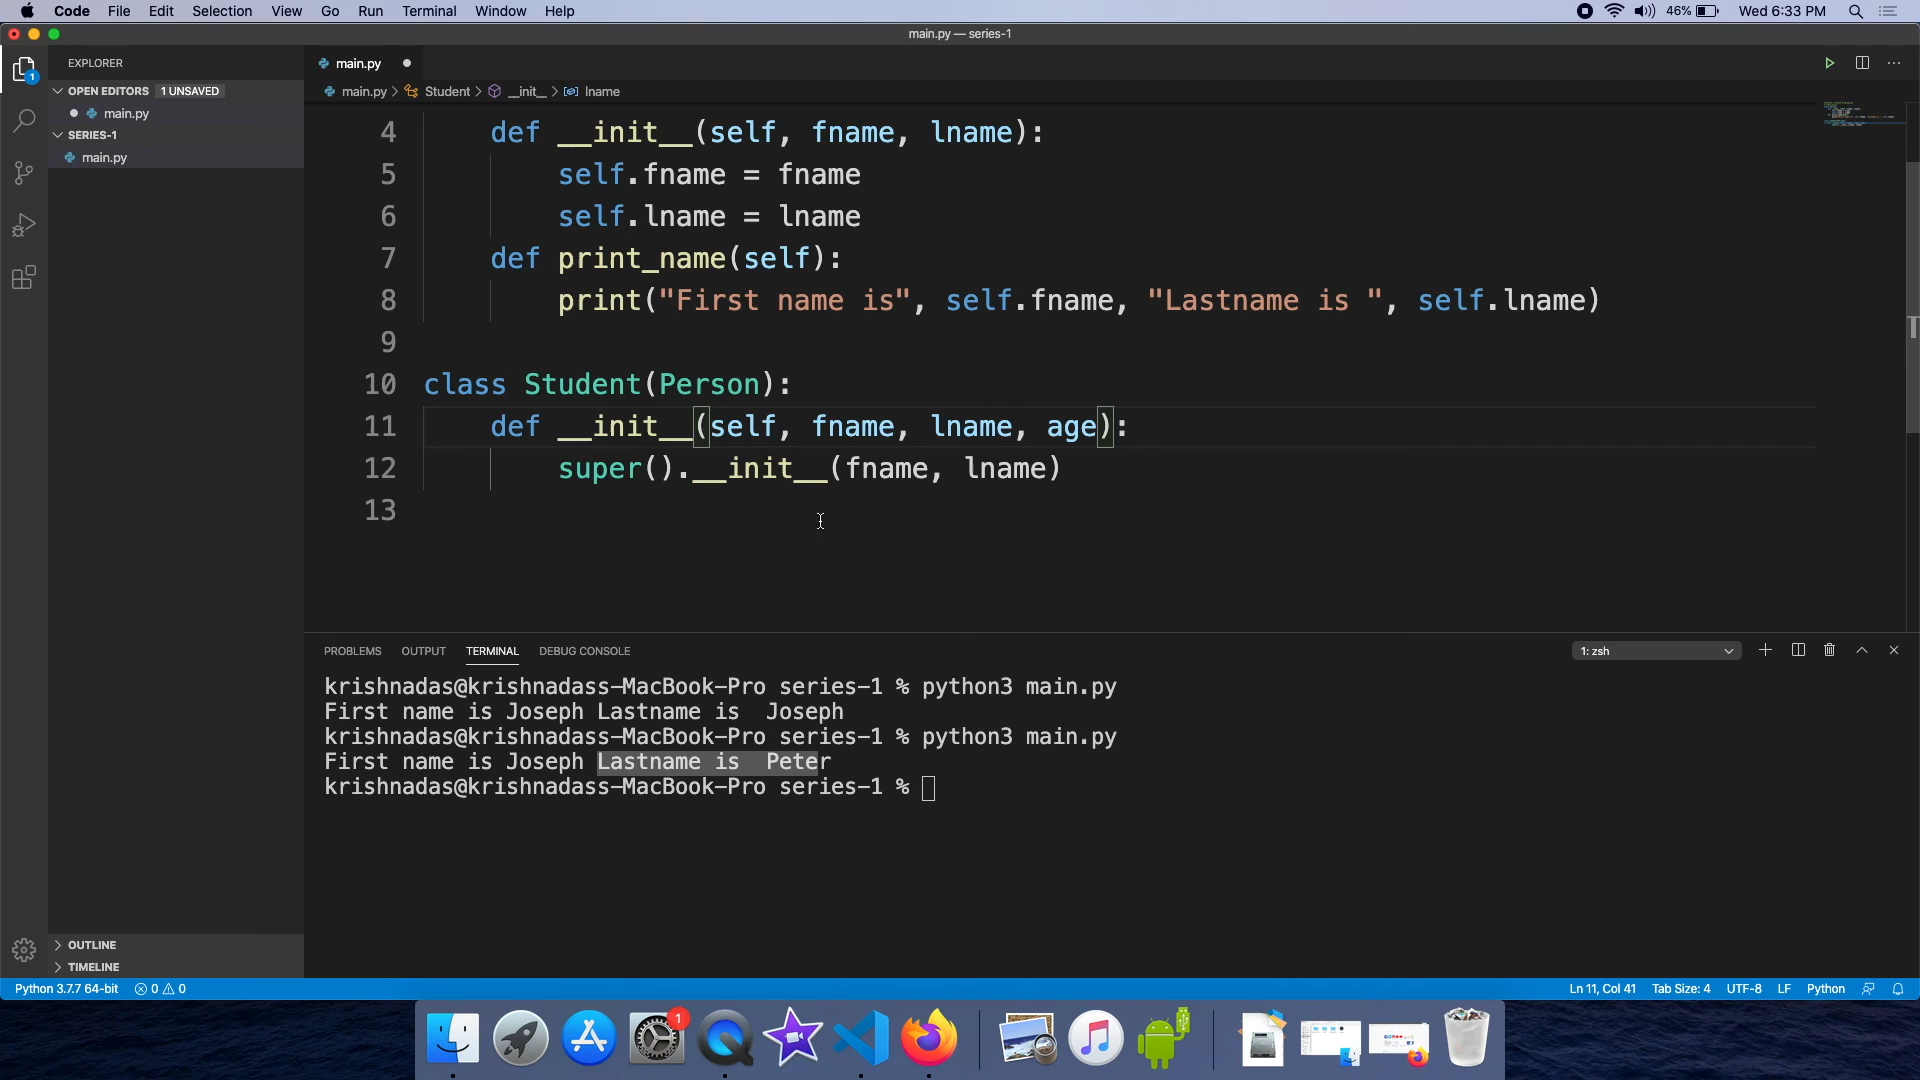 Code File Edit Selection View Go Run Terminal Window Help 46% Wed 6:33 PM
main.py — series-1
EXPLORER
OPEN EDITORS 1 UNSAVED
main.py
SERIES-1
main.py
OUTLINE
TIMELINE
1
main.py
main.py > Student > __init__ > lname
4 def __init__(self, fname, lname):
5 self.fname = fname
6 self.lname = lname
7 def print_name(self):
8 print("First name is", self.fname, "Lastname is ", self.lname)
9
10 class Student(Person):
11 def __init__(self, fname, lname, age):
12 super().__init__(fname, lname)
13
PROBLEMS OUTPUT TERMINAL DEBUG CONSOLE 1: zsh
krishnadas@krishnadass-MacBook-Pro series-1 % python3 main.py
First name is Joseph Lastname is  Joseph
krishnadas@krishnadass-MacBook-Pro series-1 % python3 main.py
First name is Joseph Lastname is  Peter
krishnadas@krishnadass-MacBook-Pro series-1 %
Python 3.7.7 64-bit 0 0 Ln 11, Col 41 Tab Size: 4 UTF-8 LF Python
1